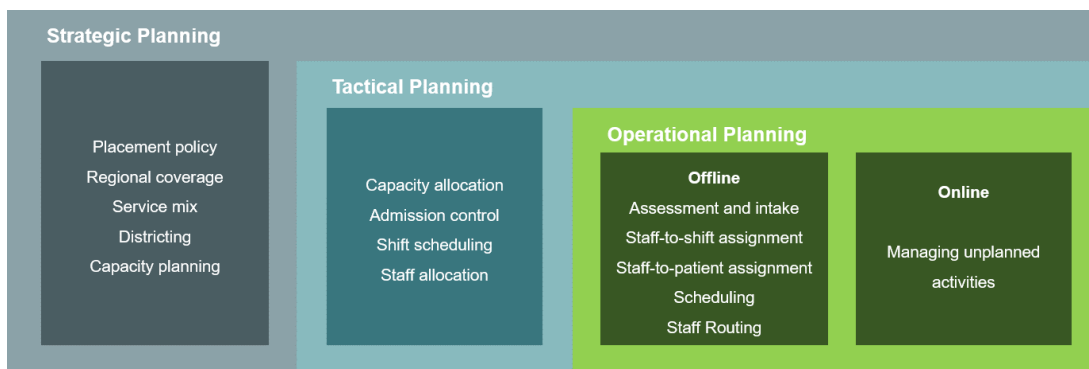 Strategic Planning
Placement policy
Regional coverage
Service mix
Districting
Capacity planning
Tactical Planning
Capacity allocation
Admission control
Shift scheduling
Staff allocation
Operational Planning
Offline
Assessment and intake
Staff-to-shift assignment
Staff-to-patient assignment
Scheduling
Staff Routing
Online
Managing unplanned
activities